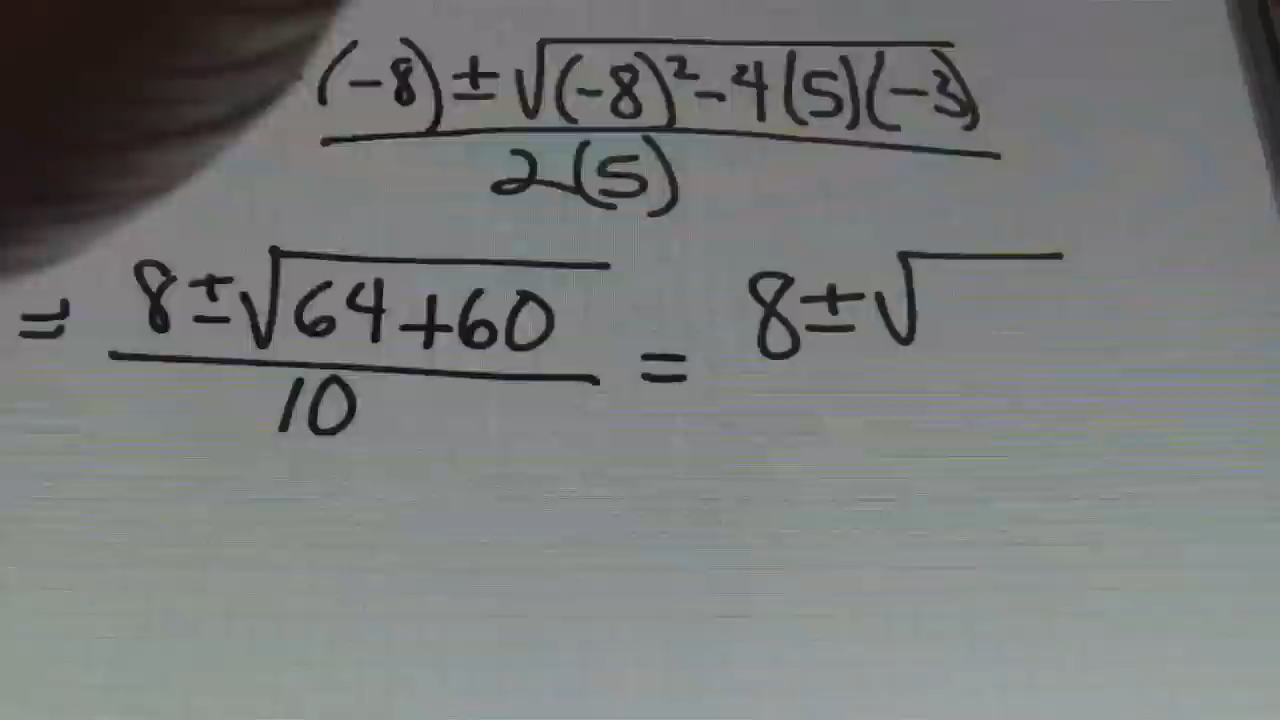 (-8) ± √(-8)² - 4(5)(-3)
2(5)
= 8 ± √64 + 60 = 8 ± √
10